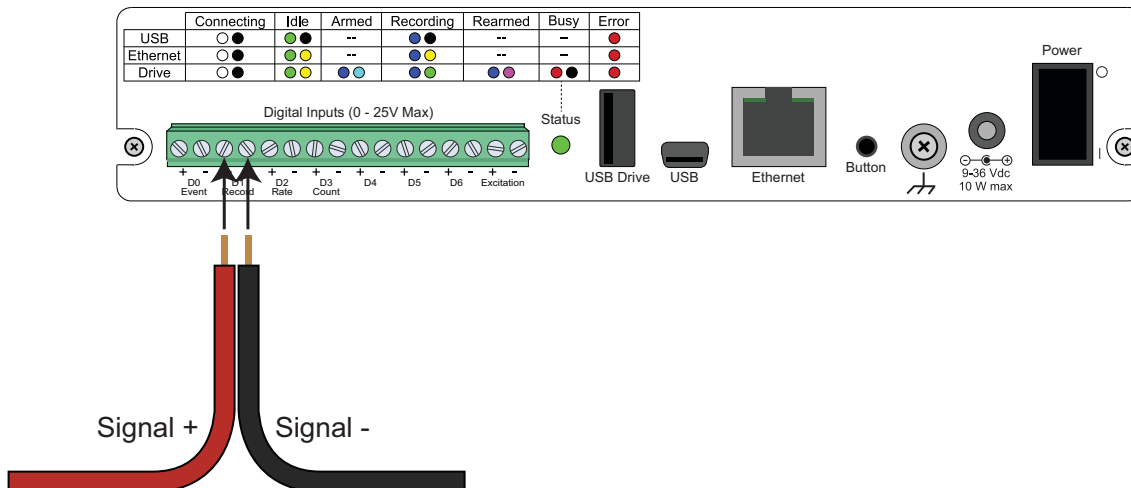 Connecting Idle Armed Recording Rearmed Busy Error
USB -- -- –
Ethernet -- -- –
Drive
Power
Digital Inputs (0 - 25V Max)
Status
USB Drive
USB
Ethernet
Button
9-36 Vdc
10 W max
+ - + - + - + - + - + - + - + -
D0 D1 D2 D3 D4 D5 D6 Excitation
Event Record Rate Count
Signal +
Signal -